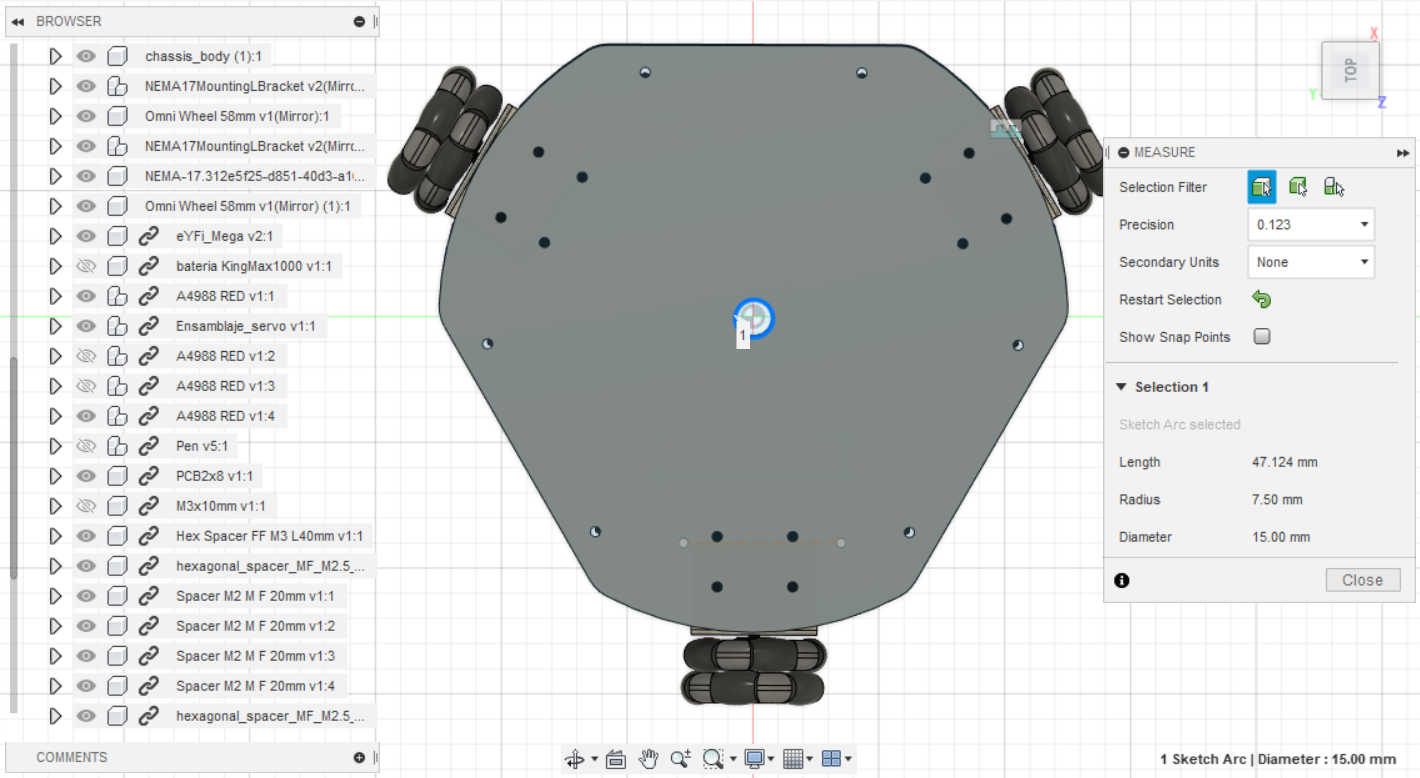 BROWSER
chassis_body (1):1
NEMA17MountingLBracket v2(Mirrc...
Omni Wheel 58mm v1(Mirror):1
NEMA17MountingLBracket v2(Mirrc...
NEMA-17.312e5f25-d851-40d3-a1...
Omni Wheel 58mm v1(Mirror) (1):1
eYFi_Mega v2:1
bateria KingMax1000 v1:1
A4988 RED v1:1
Ensamblaje_servo v1:1
A4988 RED v1:2
A4988 RED v1:3
A4988 RED v1:4
Pen v5:1
PCB2x8 v1:1
M3x10mm v1:1
Hex Spacer FF M3 L40mm v1:1
hexagonal_spacer_MF_M2.5_...
Spacer M2 M F 20mm v1:1
Spacer M2 M F 20mm v1:2
Spacer M2 M F 20mm v1:3
Spacer M2 M F 20mm v1:4
hexagonal_spacer_MF_M2.5_...
COMMENTS
1
X
TOP
Y
Z
MEASURE
Selection Filter
Precision 0.123
Secondary Units None
Restart Selection
Show Snap Points
Selection 1
Sketch Arc selected
Length 47.124 mm
Radius 7.50 mm
Diameter 15.00 mm
Close
1 Sketch Arc | Diameter : 15.00 mm